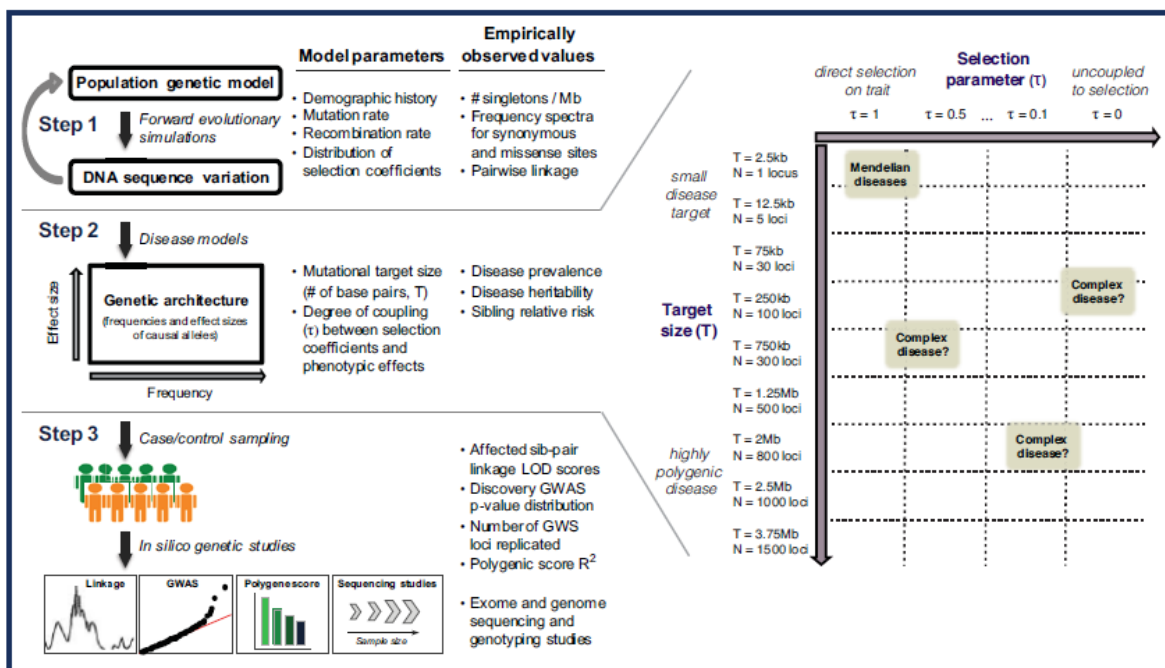 Model parameters
Empirically
observed values
Population genetic model
Step 1
Forward evolutionary
simulations
DNA sequence variation
• Demographic history
• Mutation rate
• Recombination rate
• Distribution of
selection coefficients
• # singletons / Mb
• Frequency spectra
for synonymous
and missense sites
• Pairwise linkage
Step 2
Disease models
Effect size
Genetic architecture
(frequencies and effect sizes
of causal alleles)
Frequency
• Mutational target size
(# of base pairs, T)
• Degree of coupling
(τ) between selection
coefficients and
phenotypic effects
• Disease prevalence
• Disease heritability
• Sibling relative risk
Step 3
Case/control sampling
In silico genetic studies
Linkage
GWAS
Polygene score
Sequencing studies
Sample size
• Affected sib-pair
linkage LOD scores
• Discovery GWAS
p-value distribution
• Number of GWS
loci replicated
• Polygenic score R²
• Exome and genome
sequencing and
genotyping studies
direct selection
on trait
Selection
parameter (τ)
uncoupled
to selection
τ = 1
τ = 0.5
...
τ = 0.1
τ = 0
small
disease
target
Target
size (T)
highly
polygenic
disease
T = 2.5kb
N = 1 locus
T = 12.5kb
N = 5 loci
T = 75kb
N = 30 loci
T = 250kb
N = 100 loci
T = 750kb
N = 300 loci
T = 1.25Mb
N = 500 loci
T = 2Mb
N = 800 loci
T = 2.5Mb
N = 1000 loci
T = 3.75Mb
N = 1500 loci
Mendelian
diseases
Complex
disease?
Complex
disease?
Complex
disease?